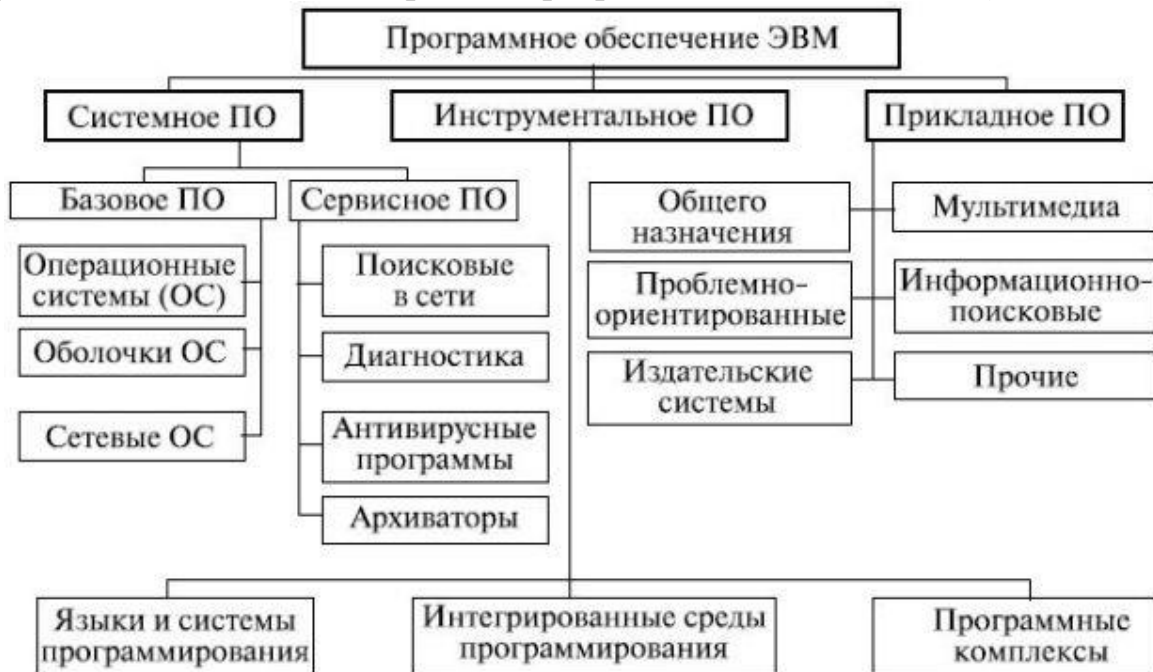 Программное обеспечение ЭВМ
Системное ПО
Инструментальное ПО
Прикладное ПО
Базовое ПО
Сервисное ПО
Операционные
системы (ОС)
Оболочки ОС
Сетевые ОС
Поисковые
в сети
Диагностика
Антивирусные
программы
Архиваторы
Общего
назначения
Проблемно-
ориентированные
Издательские
системы
Мультимедиа
Информационно-
поисковые
Прочие
Языки и системы
программирования
Интегрированные среды
программирования
Программные
комплексы